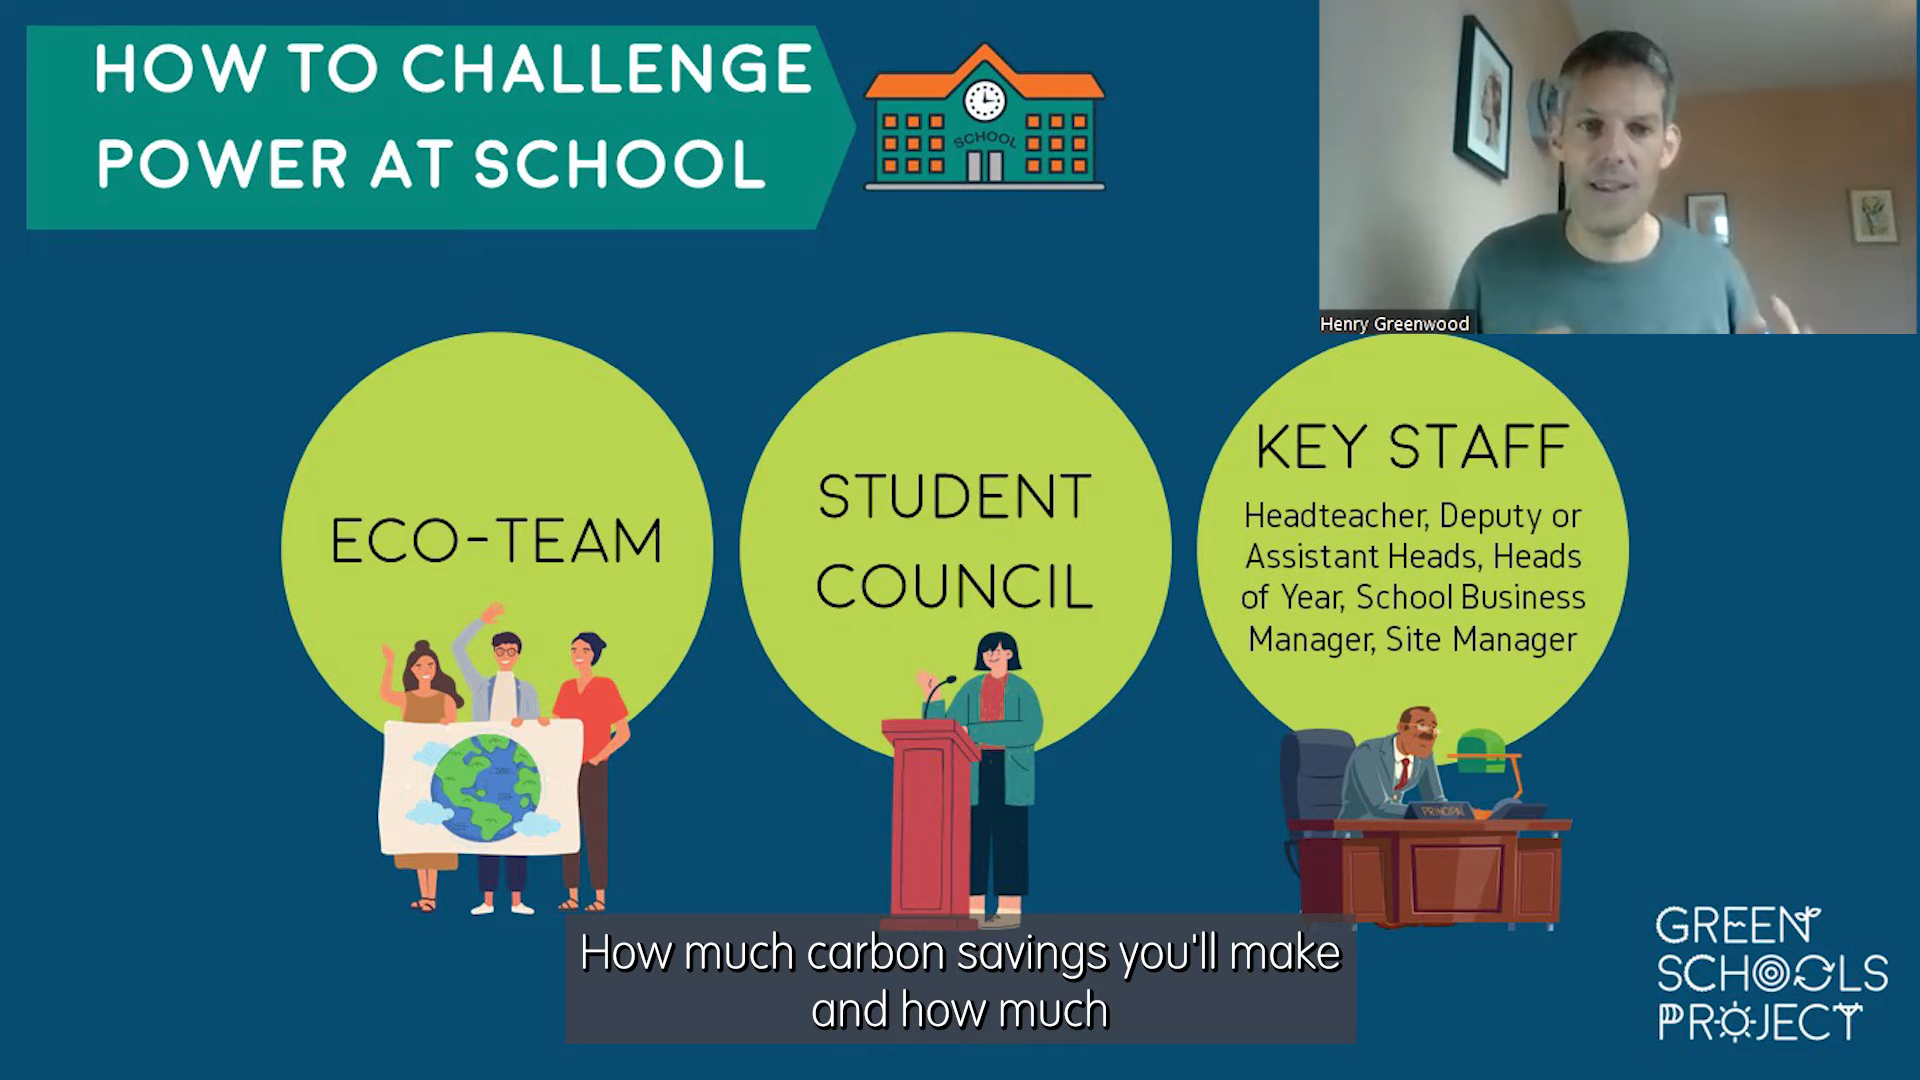 HOW TO CHALLENGE
POWER AT SCHOOL
SCHOOL
Henry Greenwood
ECO-TEAM
STUDENT
COUNCIL
KEY STAFF
Headteacher, Deputy or
Assistant Heads, Heads
of Year, School Business
Manager, Site Manager
PRINCIPAL
How much carbon savings you'll make
and how much
GREEN
SCHOOLS
PROJECT